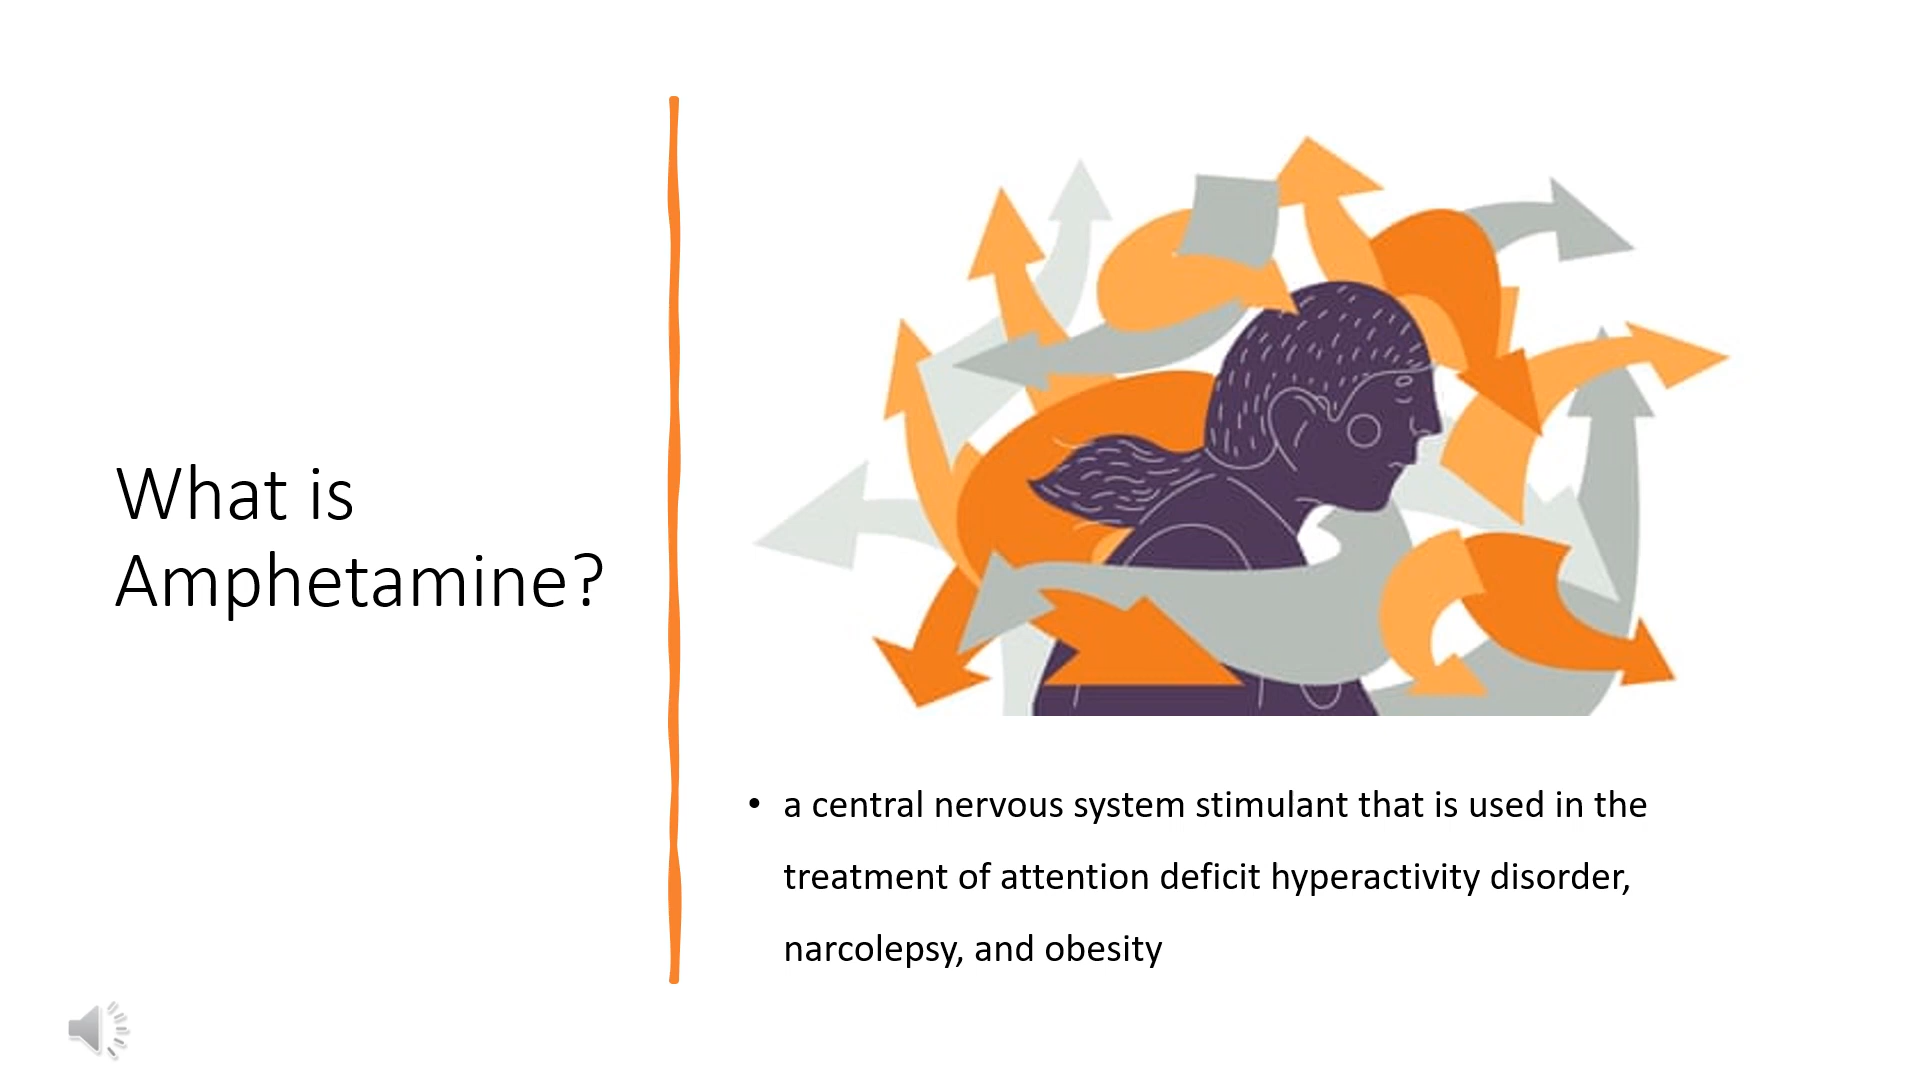 What is
Amphetamine?
• a central nervous system stimulant that is used in the
treatment of attention deficit hyperactivity disorder,
narcolepsy, and obesity